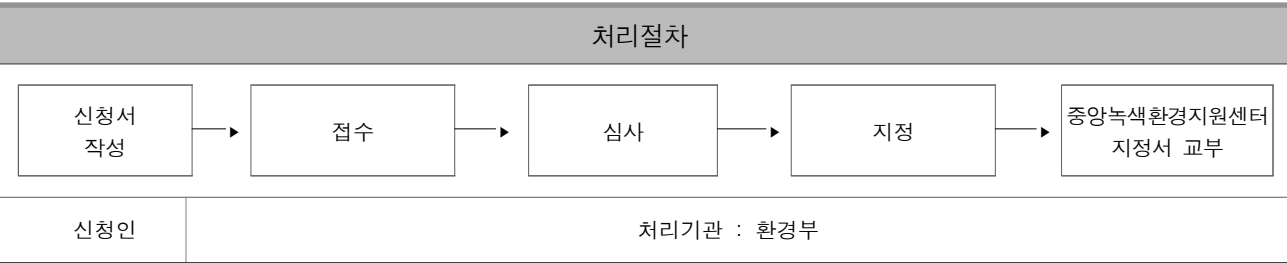 처리절차
신청서
작성
접수
심사
지정
중앙녹색환경지원센터
지정서 교부
신청인
처리기관 : 환경부